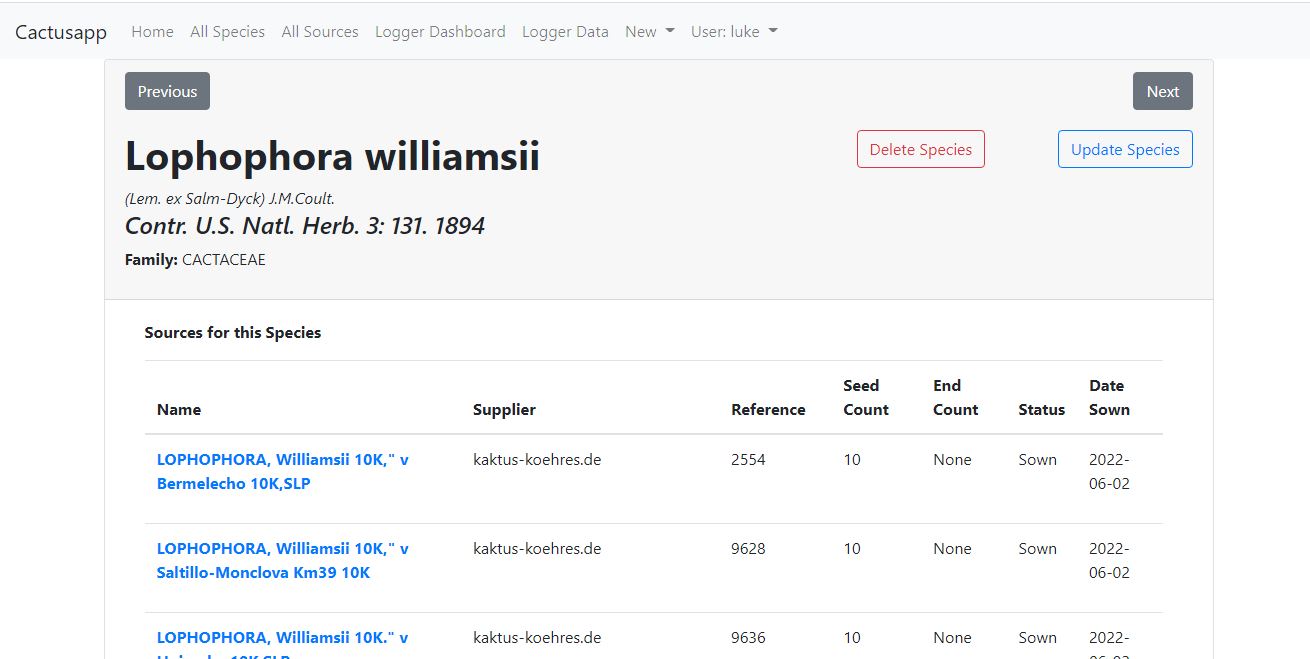 Cactusapp Home All Species All Sources Logger Dashboard Logger Data New User: luke
Previous Next
Lophophora williamsii Delete Species Update Species
(Lem. ex Salm-Dyck) J.M.Coult.
Contr. U.S. Natl. Herb. 3: 131. 1894
Family: CACTACEAE
Sources for this Species
Seed End Date
Name Supplier Reference Count Count Status Sown
LOPHOPHORA, Williamsii 10K," v kaktus-koehres.de 2554 10 None Sown 2022-
Bermelecho 10K,SLP 06-02
LOPHOPHORA, Williamsii 10K," v kaktus-koehres.de 9628 10 None Sown 2022-
Saltillo-Monclova Km39 10K 06-02
LOPHOPHORA, Williamsii 10K." v kaktus-koehres.de 9636 10 None Sown 2022-